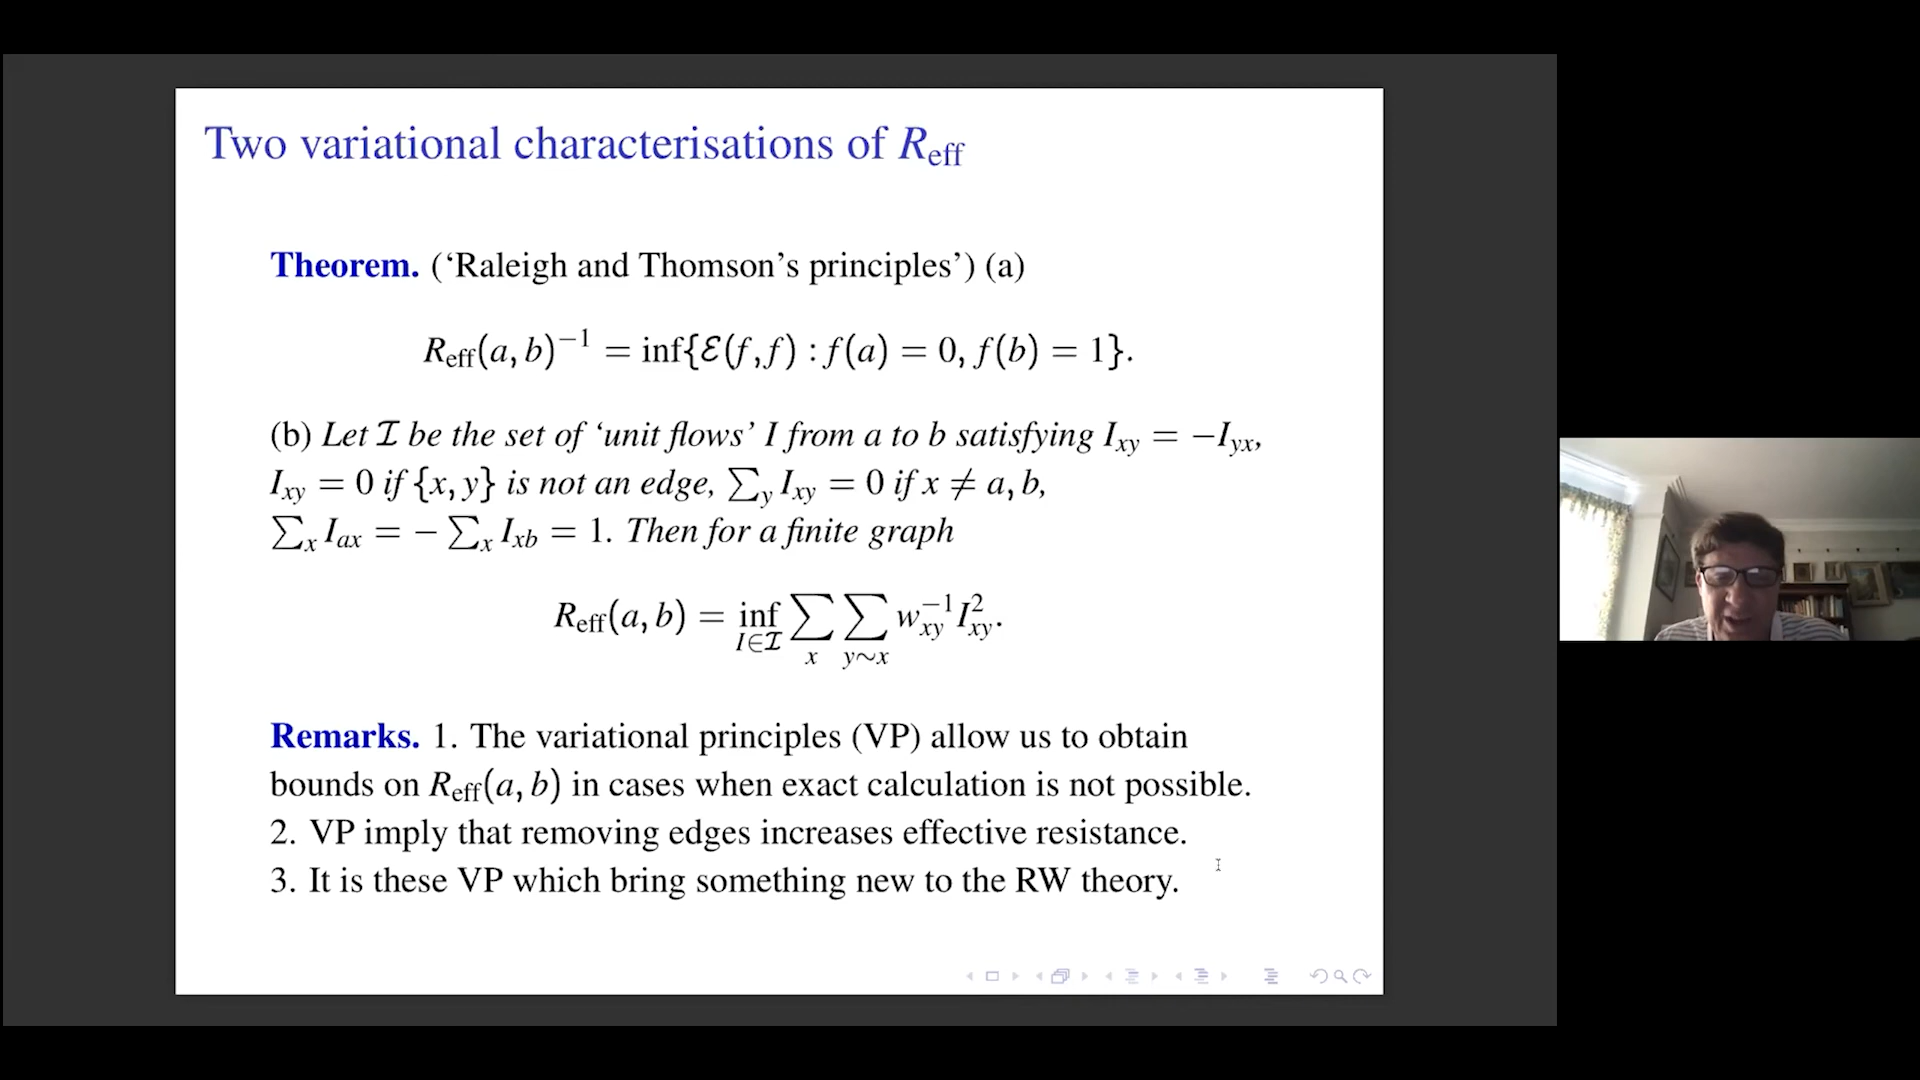 Two variational characterisations of R_eff
Theorem. (‘Raleigh and Thomson’s principles’) (a)
R_eff(a, b)^{−1} = inf{ℰ(f, f) : f(a) = 0, f(b) = 1}.
(b) Let ℐ be the set of ‘unit flows’ I from a to b satisfying I_{xy} = −I_{yx},
I_{xy} = 0 if {x, y} is not an edge, ∑_y I_{xy} = 0 if x ≠ a, b,
∑_x I_{ax} = − ∑_x I_{xb} = 1. Then for a finite graph
R_eff(a, b) = inf_{I∈ℐ} ∑_x ∑_{y∼x} w_{xy}^{−1} I_{xy}^2.
Remarks. 1. The variational principles (VP) allow us to obtain
bounds on R_eff(a, b) in cases when exact calculation is not possible.
2. VP imply that removing edges increases effective resistance.
3. It is these VP which bring something new to the RW theory.